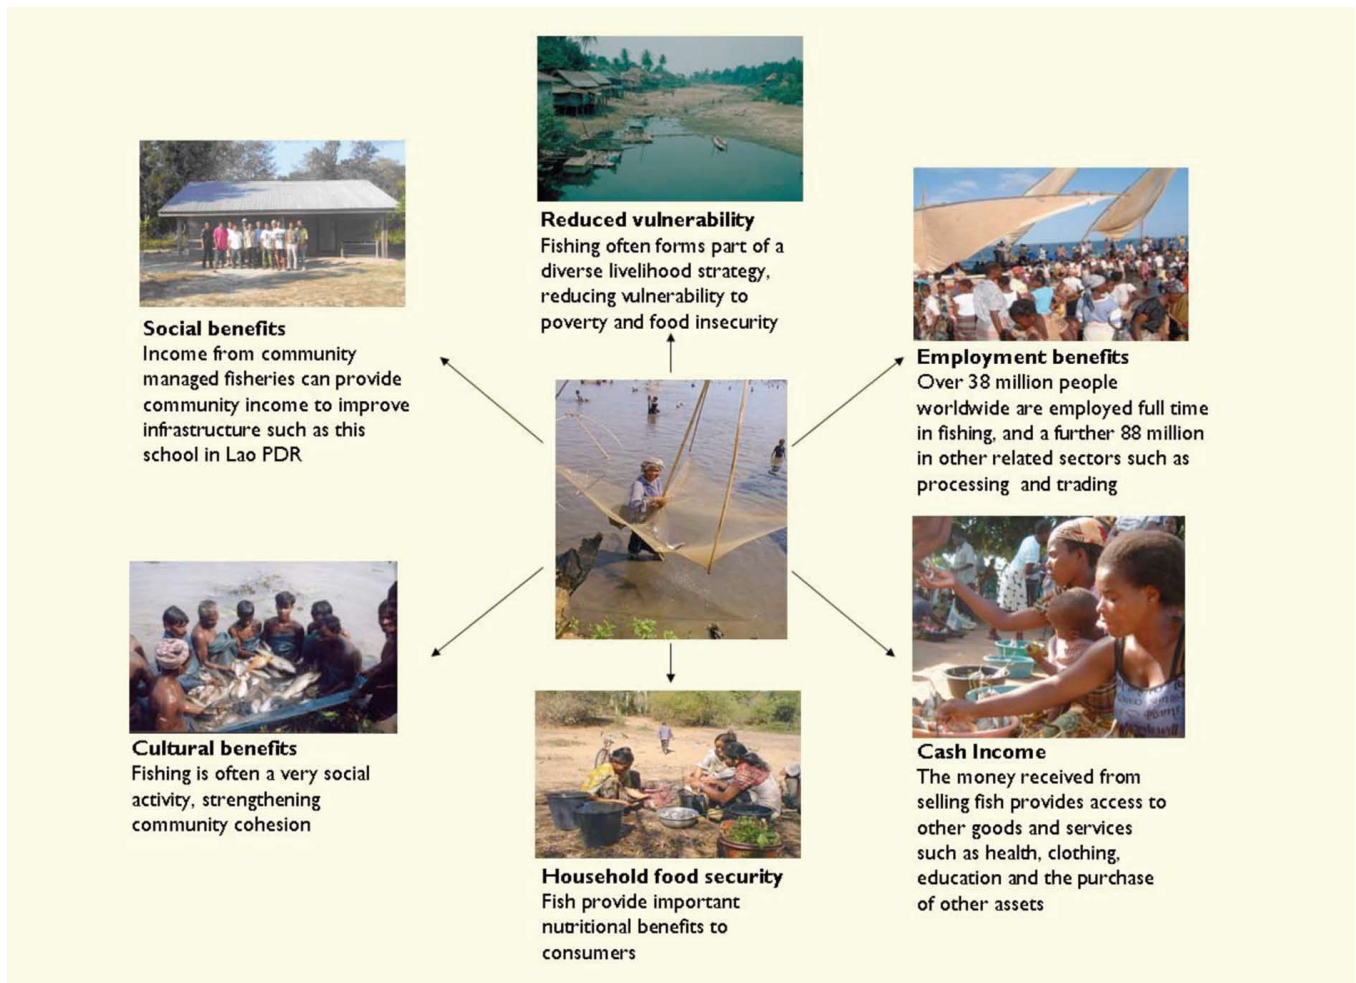 Reduced vulnerability
Fishing often forms part of a
diverse livelihood strategy,
reducing vulnerability to
poverty and food insecurity
Social benefits
Income from community
managed fisheries can provide
community income to improve
infrastructure such as this
school in Lao PDR
Employment benefits
Over 38 million people
worldwide are employed full time
in fishing, and a further 88 million
in other related sectors such as
processing and trading
Cultural benefits
Fishing is often a very social
activity, strengthening
community cohesion
Household food security
Fish provide important
nutritional benefits to
consumers
Cash Income
The money received from
selling fish provides access to
other goods and services
such as health, clothing,
education and the purchase
of other assets